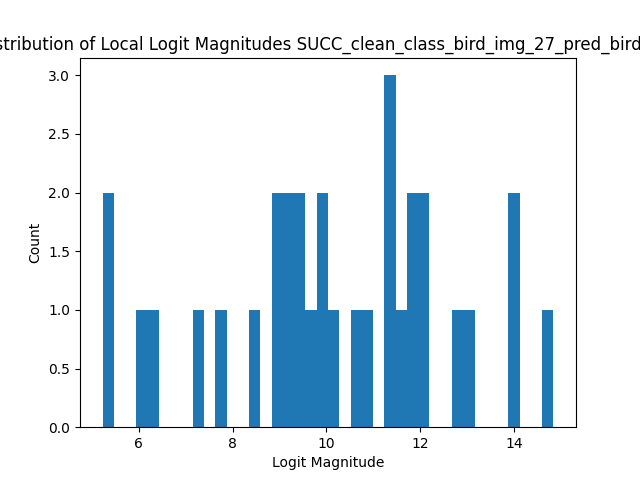 stribution of Local Logit Magnitudes SUCC_clean_class_bird_img_27_pred_bird
3.0
2.5
2.0
1.5
1.0
0.5
0.0
Count
6 8 10 12 14
Logit Magnitude